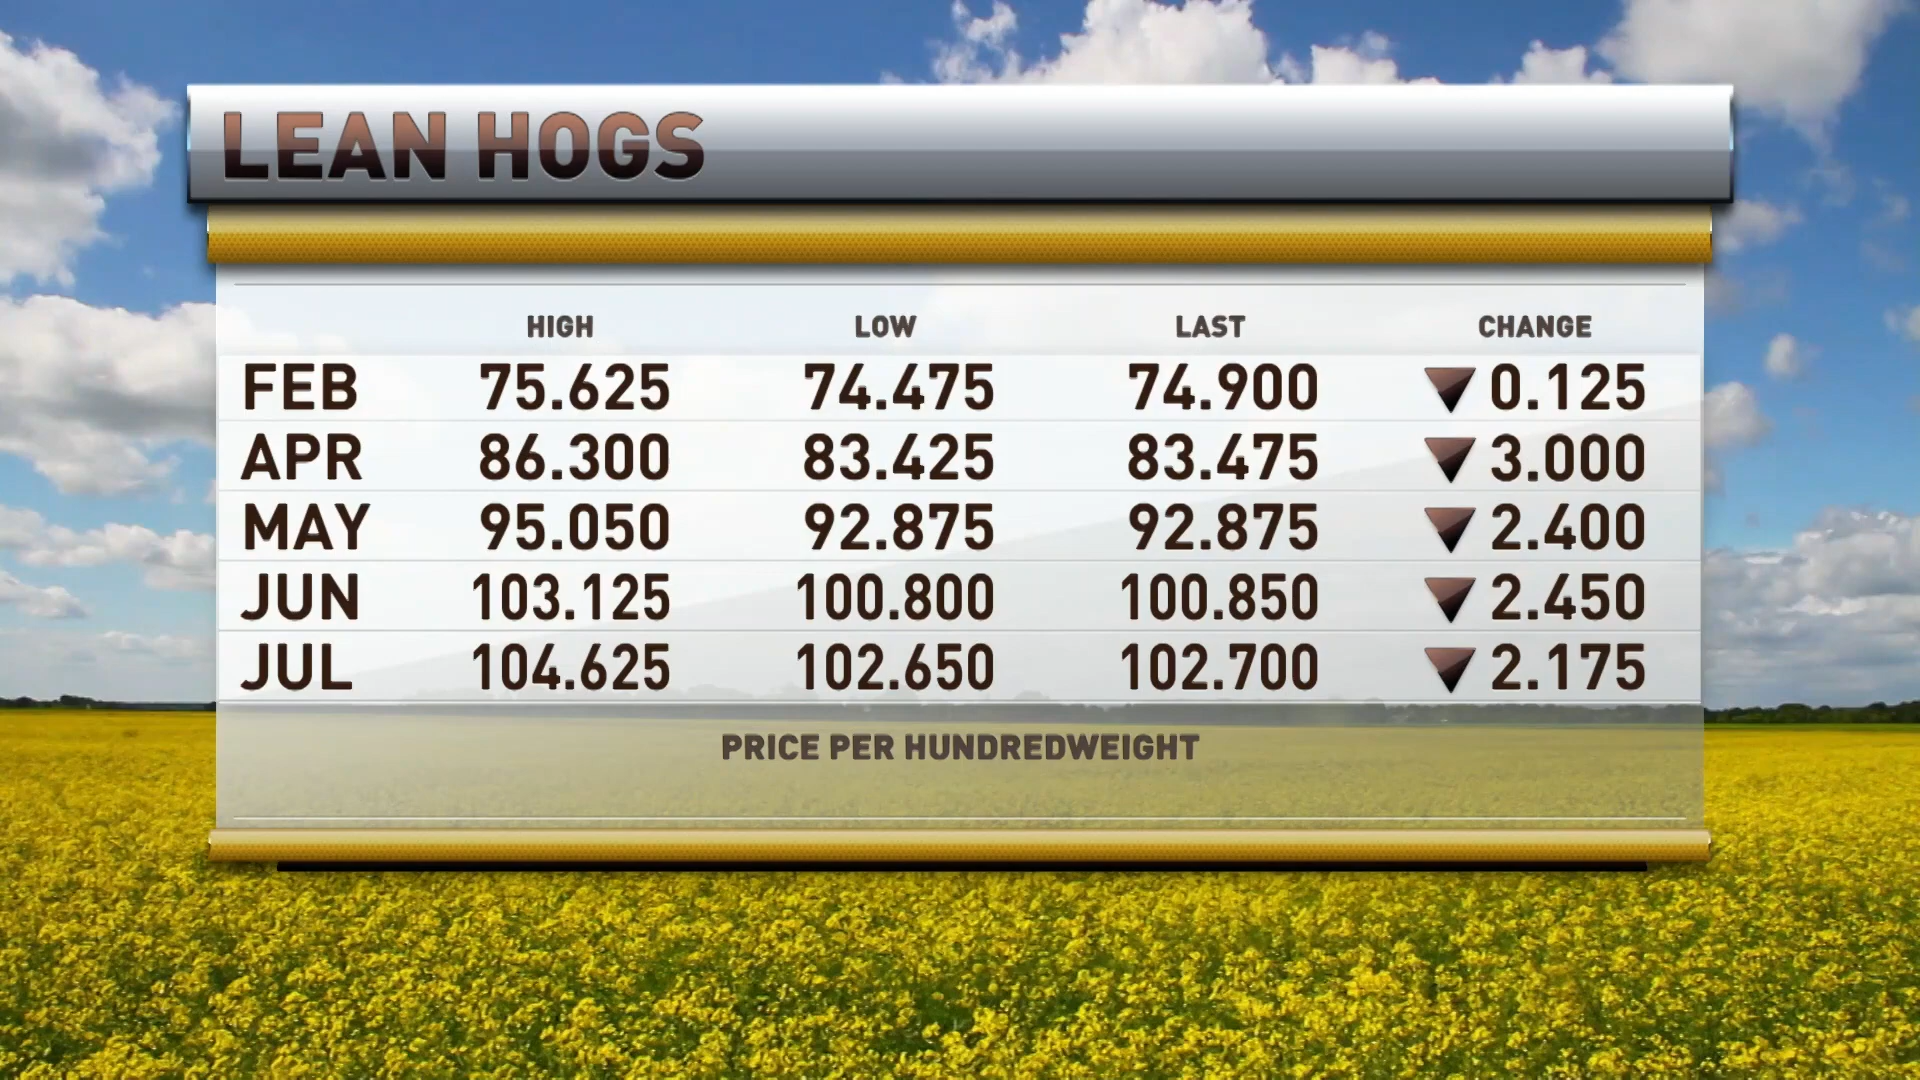 LEAN HOGS
HIGH LOW LAST CHANGE
FEB 75.625 74.475 74.900 ▼ 0.125
APR 86.300 83.425 83.475 ▼ 3.000
MAY 95.050 92.875 92.875 ▼ 2.400
JUN 103.125 100.800 100.850 ▼ 2.450
JUL 104.625 102.650 102.700 ▼ 2.175
PRICE PER HUNDREDWEIGHT